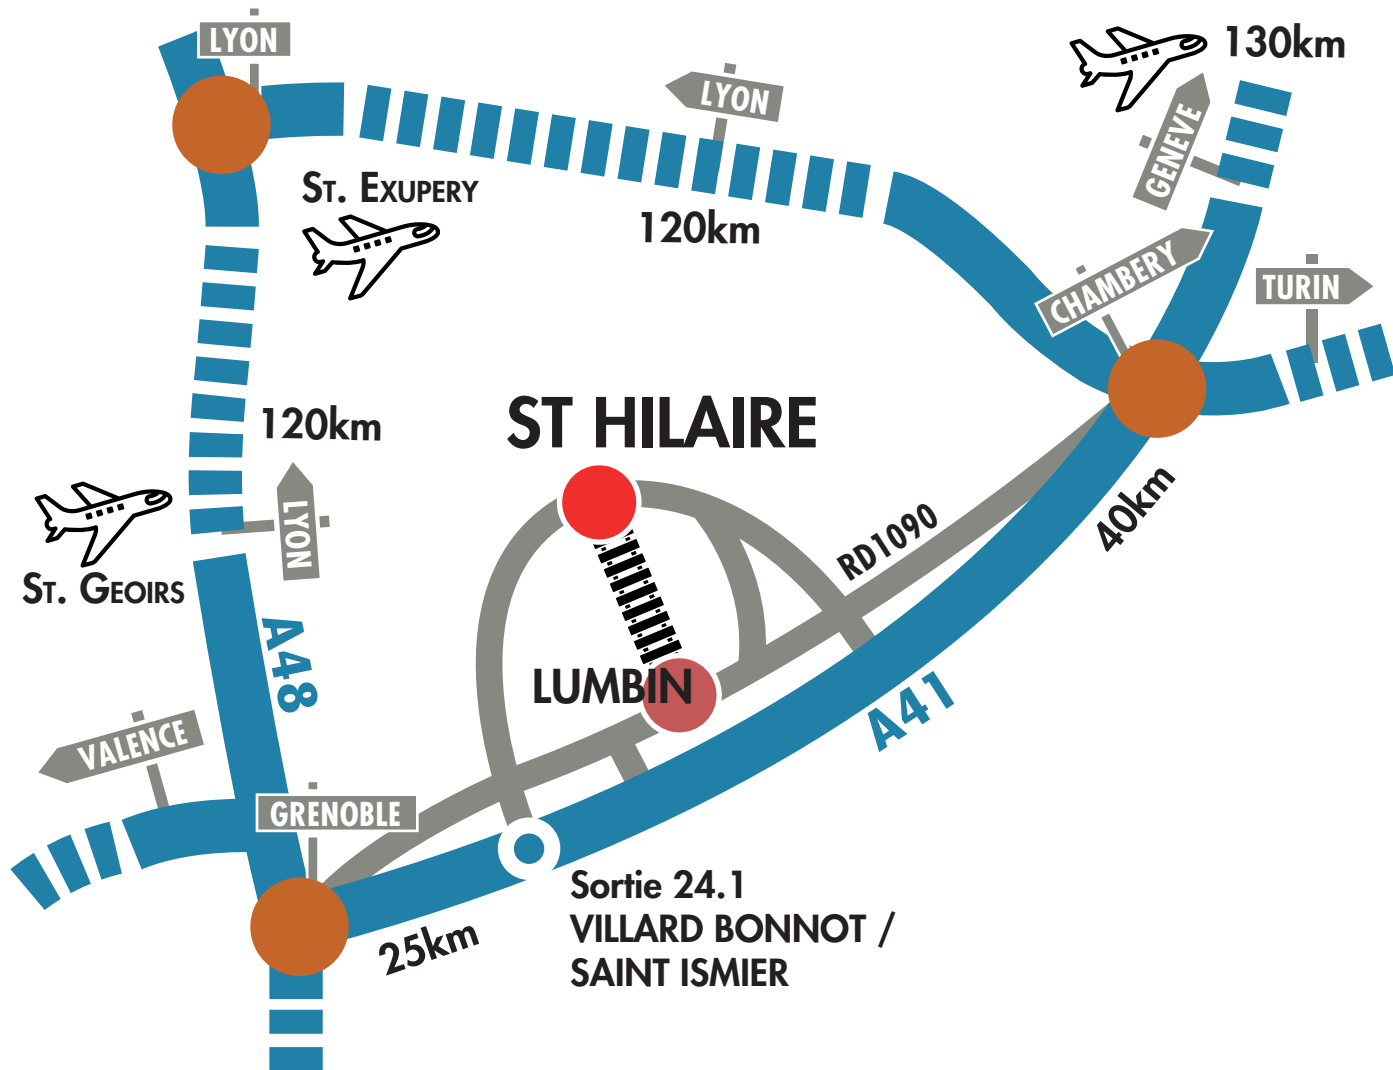 LYON
130km
LYON
GENEVE
ST. EXUPERY
120km
CHAMBERY
TURIN
120km
ST HILAIRE
LYON
40km
RD1090
ST. GEOIRS
A48
LUMBIN
A41
VALENCE
GRENOBLE
Sortie 24.1
VILLARD BONNOT /
SAINT ISMIER
25km